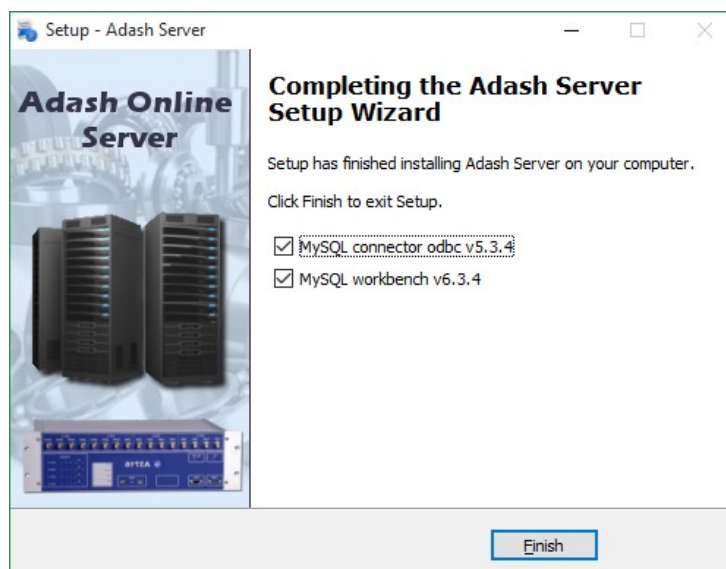 Setup - Adash Server
Adash Online
Server
Completing the Adash Server
Setup Wizard
Setup has finished installing Adash Server on your computer.
Click Finish to exit Setup.
MySQL connector odbc v5.3.4
MySQL workbench v6.3.4
Finish